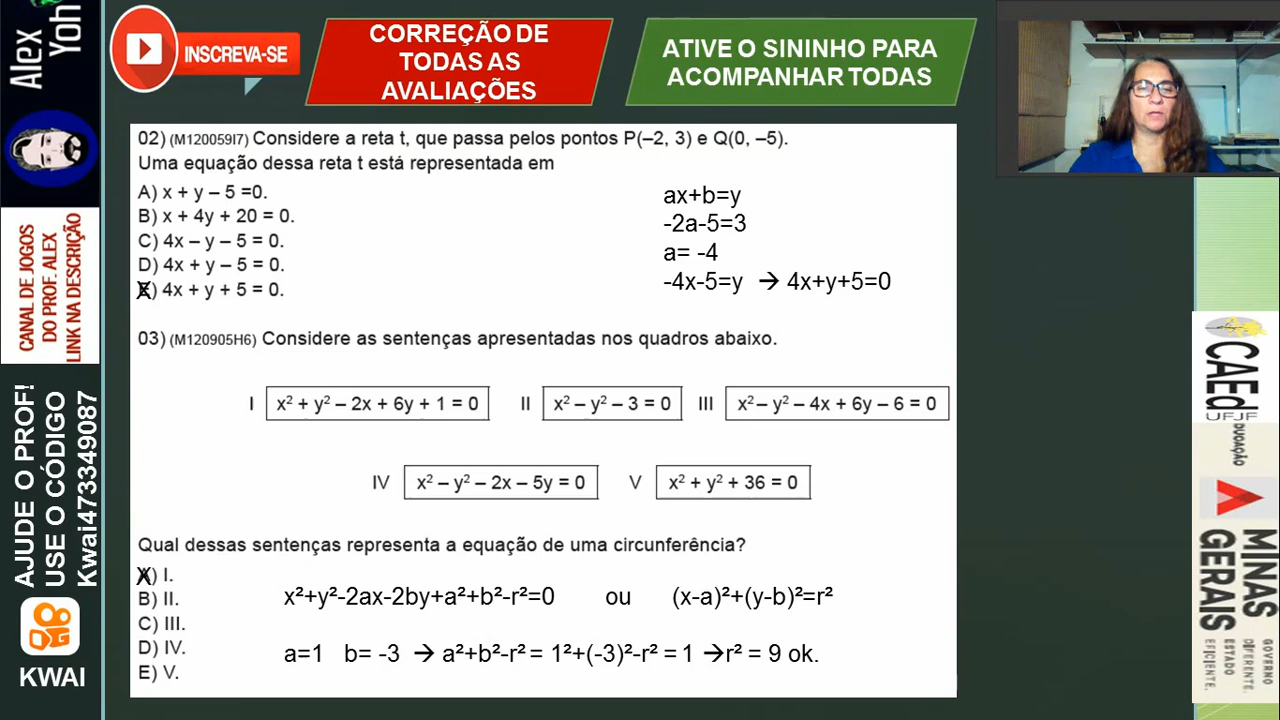 Alex
Yoh
CANAL DE JOGOS
DO PROF. ALEX
LINK NA DESCRIÇÃO
AJUDE O PROF!
USE O CÓDIGO
Kwai473349087
KWAI
INSCREVA-SE
CORREÇÃO DE
TODAS AS
AVALIAÇÕES
ATIVE O SININHO PARA
ACOMPANHAR TODAS
02) (M120059I7) Considere a reta t, que passa pelos pontos P(–2, 3) e Q(0, –5).
Uma equação dessa reta t está representada em
A) x + y – 5 =0.
B) x + 4y + 20 = 0.
C) 4x – y – 5 = 0.
D) 4x + y – 5 = 0.
X E) 4x + y + 5 = 0.
ax+b=y
-2a-5=3
a= -4
-4x-5=y → 4x+y+5=0
03) (M120905H6) Considere as sentenças apresentadas nos quadros abaixo.
I x² + y² – 2x + 6y + 1 = 0 II x² – y² – 3 = 0 III x² – y² – 4x + 6y – 6 = 0
IV x² – y² – 2x – 5y = 0 V x² + y² + 36 = 0
Qual dessas sentenças representa a equação de uma circunferência?
X A) I.
B) II.
C) III.
D) IV.
E) V.
x²+y²-2ax-2by+a²+b²-r²=0 ou (x-a)²+(y-b)²=r²
a=1 b= -3 → a²+b²-r² = 1²+(-3)²-r² = 1 →r² = 9 ok.
CAEd
UFJF
DUCAÇÃO
MINAS
GERAIS
GOVERNO
DIFERENTE.
ESTADO
EFICIENTE.